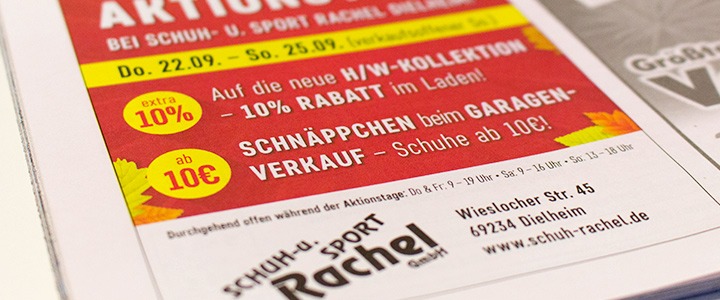 AKTIONS
BEI SCHUH- U. SPORT RACHEL DIELHEIM
Do. 22.09. – So. 25.09. (verkaufsoffener So.)
extra
10%
Auf die neue H/W-KOLLEKTION
– 10% RABATT im Laden!
ab
10€
SCHNÄPPCHEN beim GARAGEN-
VERKAUF – Schuhe ab 10€!
Durchgehend offen während der Aktionstage: Do & Fr: 9 – 19 Uhr • Sa: 9 – 16 Uhr • So: 13 – 18 Uhr
SCHUH-u.
SPORT
Rachel
GmbH
Wieslocher Str. 45
69234 Dielheim
www.schuh-rachel.de